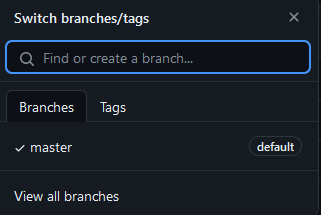 Switch branches/tags
Find or create a branch...
Branches Tags
master default
View all branches